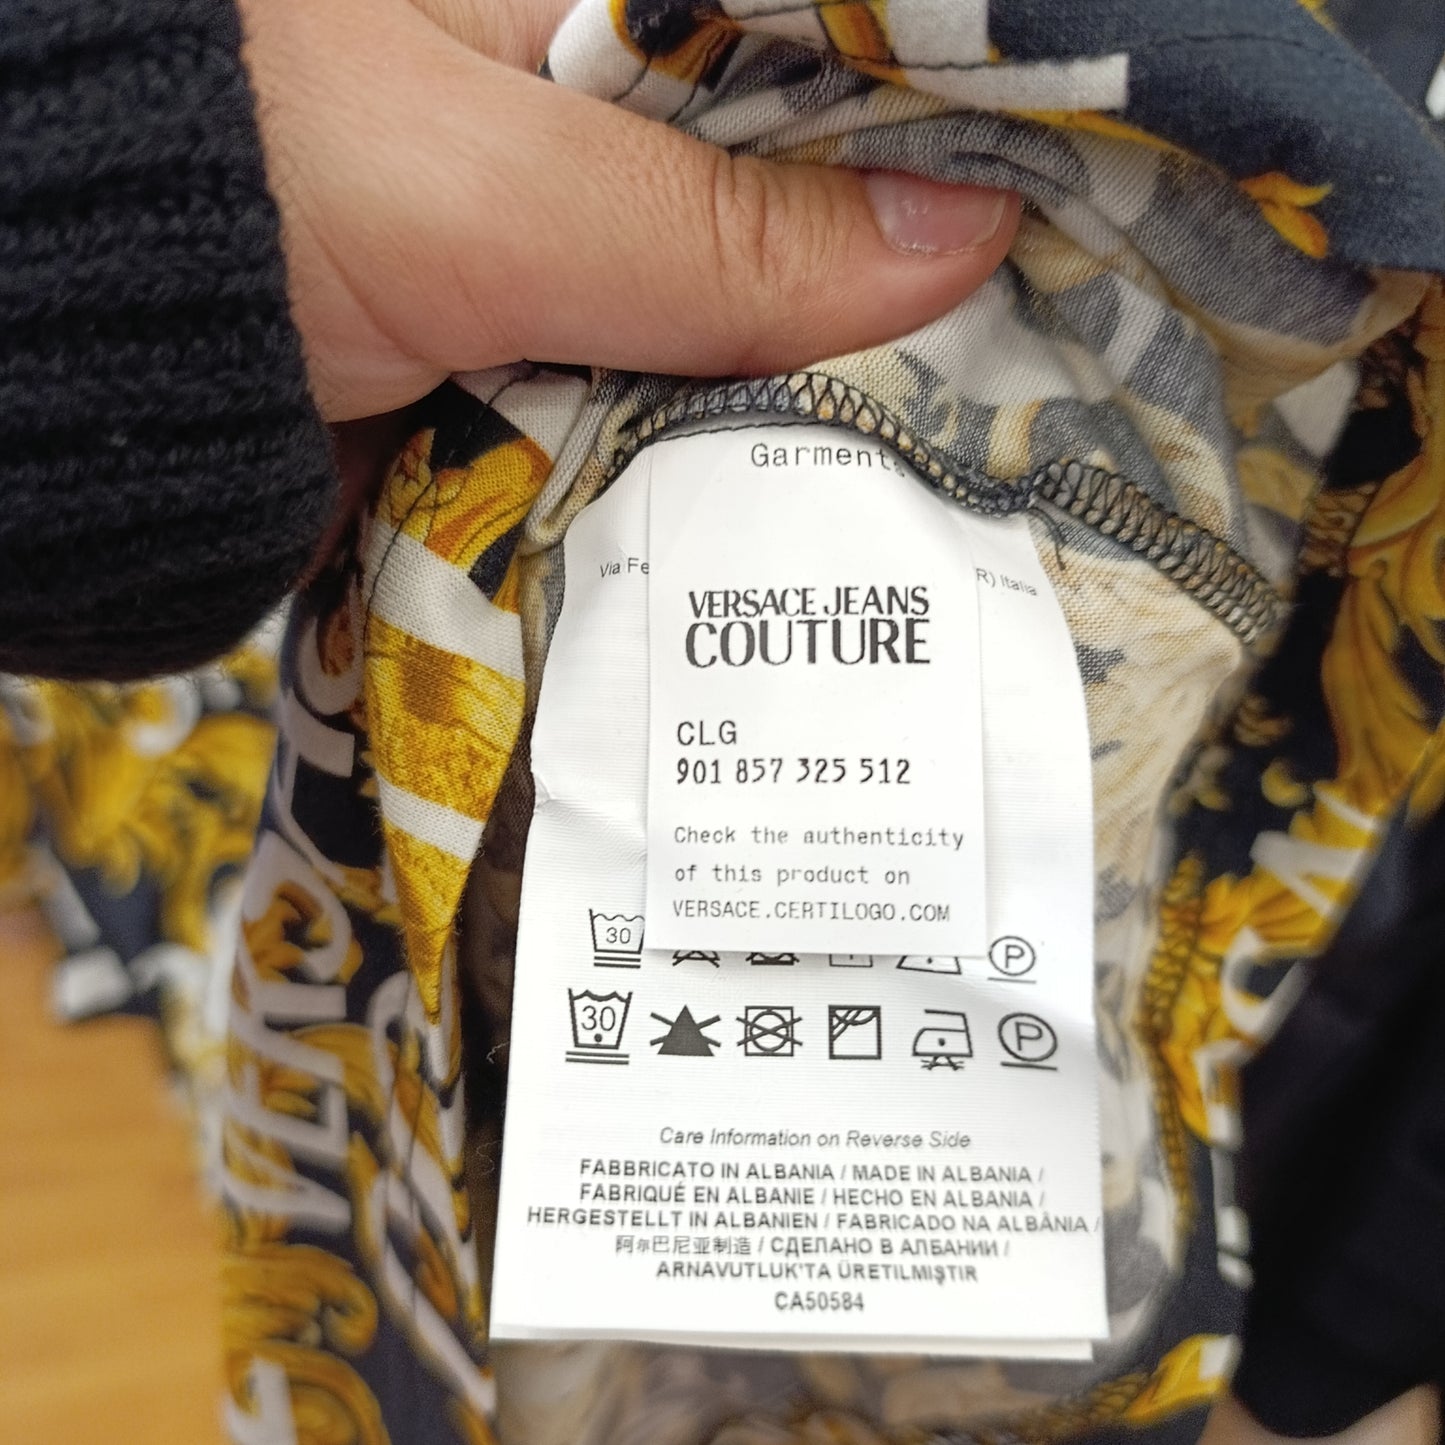 Garment
Via Fe
R) Italia
VERSACE JEANS
COUTURE
CLG
901 857 325 512
Check the authenticity
of this product on
VERSACE.CERTILOGO.COM
30
P
30
P
Care Information on Reverse Side
FABBRICATO IN ALBANIA / MADE IN ALBANIA /
FABRIQUÉ EN ALBANIE / HECHO EN ALBANIA /
HERGESTELLT IN ALBANIEN / FABRICADO NA ALBÂNIA /
阿尔巴尼亚制造 / СДЕЛАНО В АЛБАНИИ /
ARNAVUTLUK'TA ÜRETILMIŞTIR
CA50584